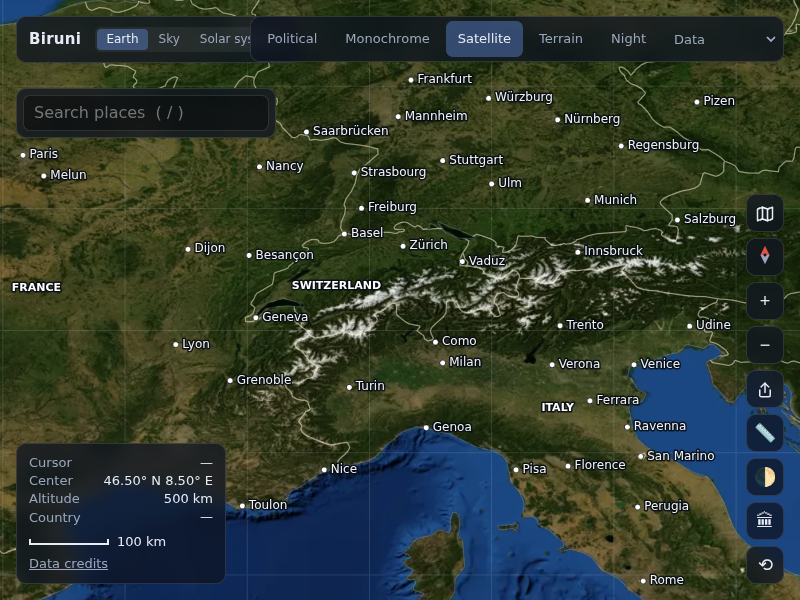 Biruni
Earth
Sky
Solar sys
Political
Monochrome
Satellite
Terrain
Night
Data
Search places ( / )
Frankfurt
Würzburg
Pizen
Mannheim
Nürnberg
Saarbrücken
Regensburg
Paris
Stuttgart
Nancy
Strasbourg
Melun
Ulm
Munich
Freiburg
Salzburg
Basel
Zürich
Dijon
Besançon
Innsbruck
Vaduz
FRANCE
SWITZERLAND
Geneva
Trento
Udine
Lyon
Como
Milan
Verona
Venice
Grenoble
Turin
Ferrara
ITALY
Genoa
Ravenna
San Marino
Nice
Pisa
Florence
Toulon
Perugia
Rome
Cursor —
Center 46.50° N 8.50° E
Altitude 500 km
Country —
100 km
Data credits